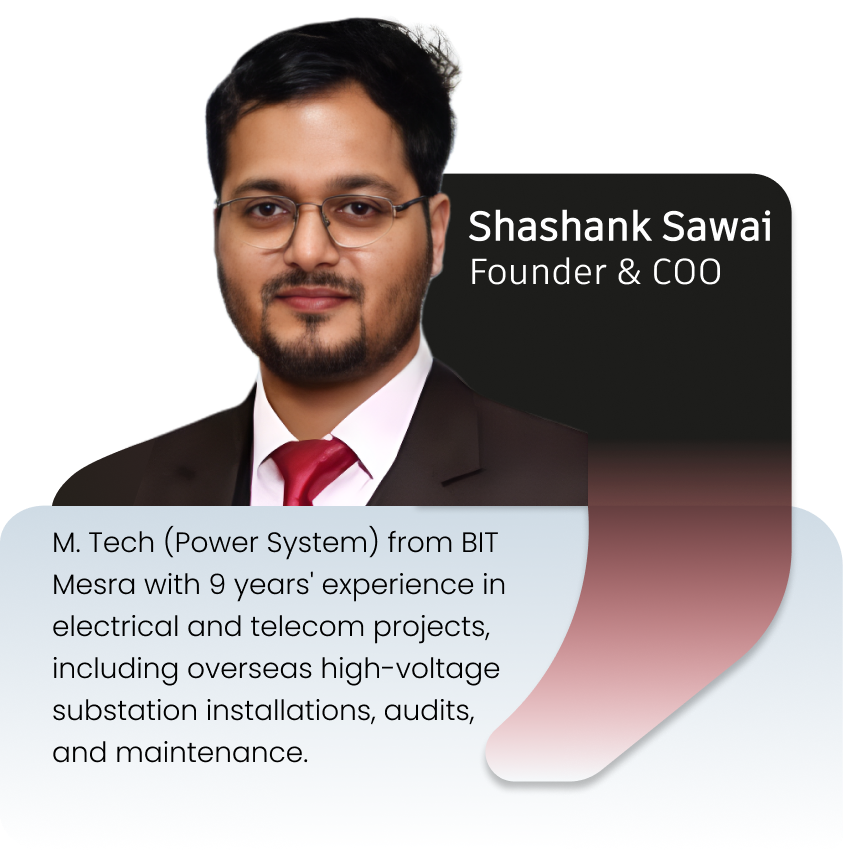 Shashank Sawai
Founder & COO
M. Tech (Power System) from BIT
Mesra with 9 years' experience in
electrical and telecom projects,
including overseas high-voltage
substation installations, audits,
and maintenance.